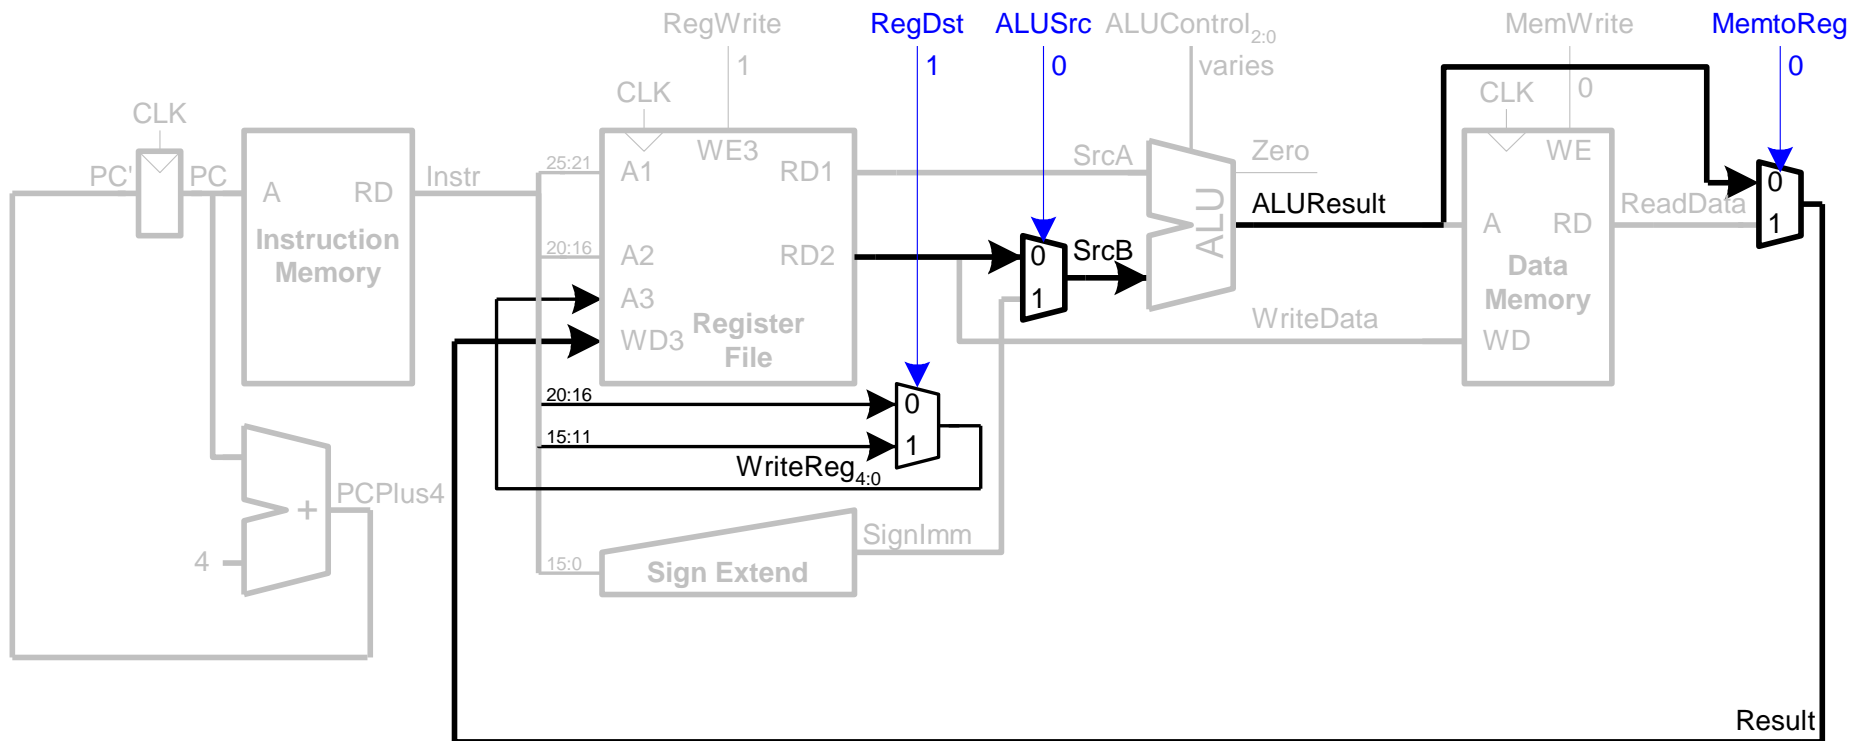 RegWrite RegDst ALUSrc ALUControl2:0 MemWrite MemtoReg
1 1 0 varies 0 0
CLK CLK CLK
WE3 WE
PC' PC A RD Instr 25:21 A1 RD1 SrcA Zero
Instruction
Memory
20:16 A2 RD2 0 SrcB ALU ALUResult A RD ReadData 0
1
1
A3
WD3 Register
File
Data
Memory
WriteData WD
20:16 0
15:11 1
WriteReg4:0
PCPlus4
+
4
15:0 Sign Extend SignImm
Result